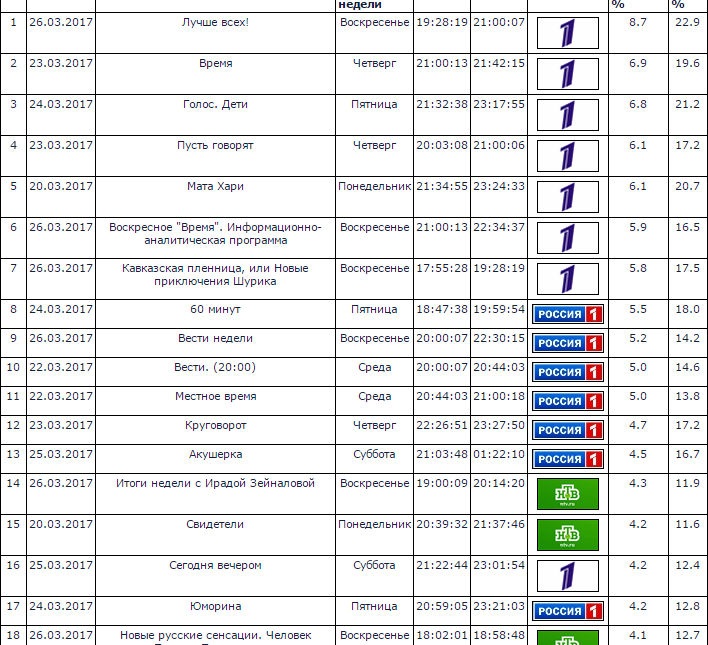 недели % %
1 26.03.2017 Лучше всех! Воскресенье 19:28:19 21:00:07 1 8.7 22.9
2 23.03.2017 Время Четверг 21:00:13 21:42:15 1 6.9 19.6
3 24.03.2017 Голос. Дети Пятница 21:32:38 23:17:55 1 6.8 21.2
4 23.03.2017 Пусть говорят Четверг 20:03:08 21:00:06 1 6.1 17.2
5 20.03.2017 Мата Хари Понедельник 21:34:55 23:24:33 1 6.1 20.7
6 26.03.2017 Воскресное "Время". Информационно-
аналитическая программа Воскресенье 21:00:13 22:34:37 1 5.9 16.5
7 26.03.2017 Кавказская пленница, или Новые
приключения Шурика Воскресенье 17:55:28 19:28:19 1 5.8 17.5
8 24.03.2017 60 минут Пятница 18:47:38 19:59:54 РОССИЯ 1 5.5 18.0
9 26.03.2017 Вести недели Воскресенье 20:00:07 22:30:15 РОССИЯ 1 5.2 14.2
10 22.03.2017 Вести. (20:00) Среда 20:00:07 20:44:03 РОССИЯ 1 5.0 14.6
11 22.03.2017 Местное время Среда 20:44:03 21:00:18 РОССИЯ 1 5.0 13.8
12 23.03.2017 Круговорот Четверг 22:26:51 23:27:50 РОССИЯ 1 4.7 17.2
13 25.03.2017 Акушерка Суббота 21:03:48 01:22:10 РОССИЯ 1 4.5 16.7
14 26.03.2017 Итоги недели с Ирадой Зейналовой Воскресенье 19:00:09 20:14:20 НТВ ntv.ru 4.3 11.9
15 20.03.2017 Свидетели Понедельник 20:39:32 21:37:46 НТВ ntv.ru 4.2 11.6
16 25.03.2017 Сегодня вечером Суббота 21:22:44 23:01:54 1 4.2 12.4
17 24.03.2017 Юморина Пятница 20:59:05 23:21:03 РОССИЯ 1 4.2 12.8
18 26.03.2017 Новые русские сенсации. Человек Воскресенье 18:02:01 18:58:48 НТВ 4.1 12.7